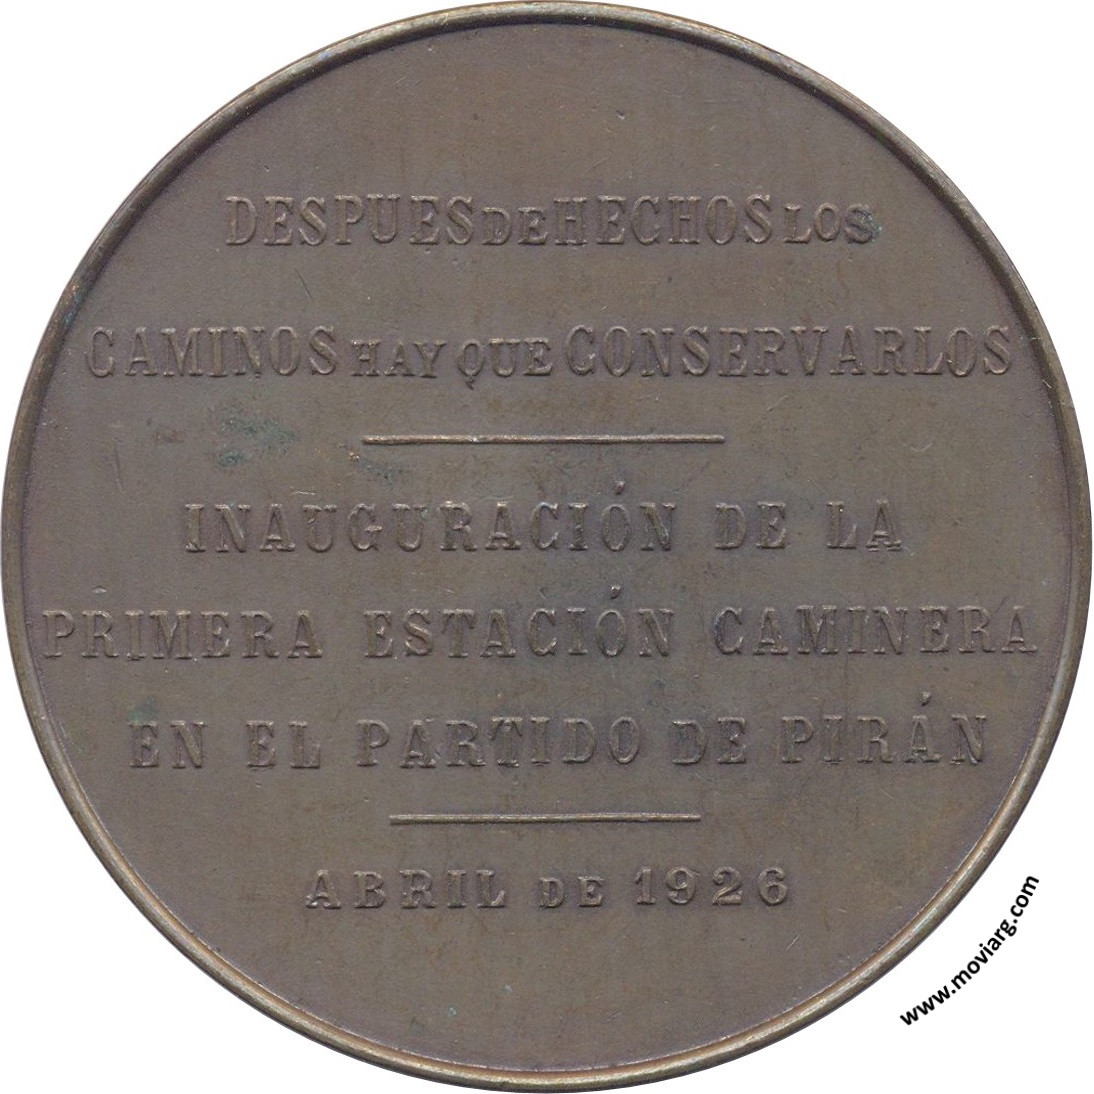 DESPUES DE HECHOS LOS
CAMINOS HAY QUE CONSERVARLOS
INAUGURACIÓN DE LA
PRIMERA ESTACIÓN CAMINERA
EN EL PARTIDO DE PIRÁN
ABRIL DE 1926
www.moviarg.com